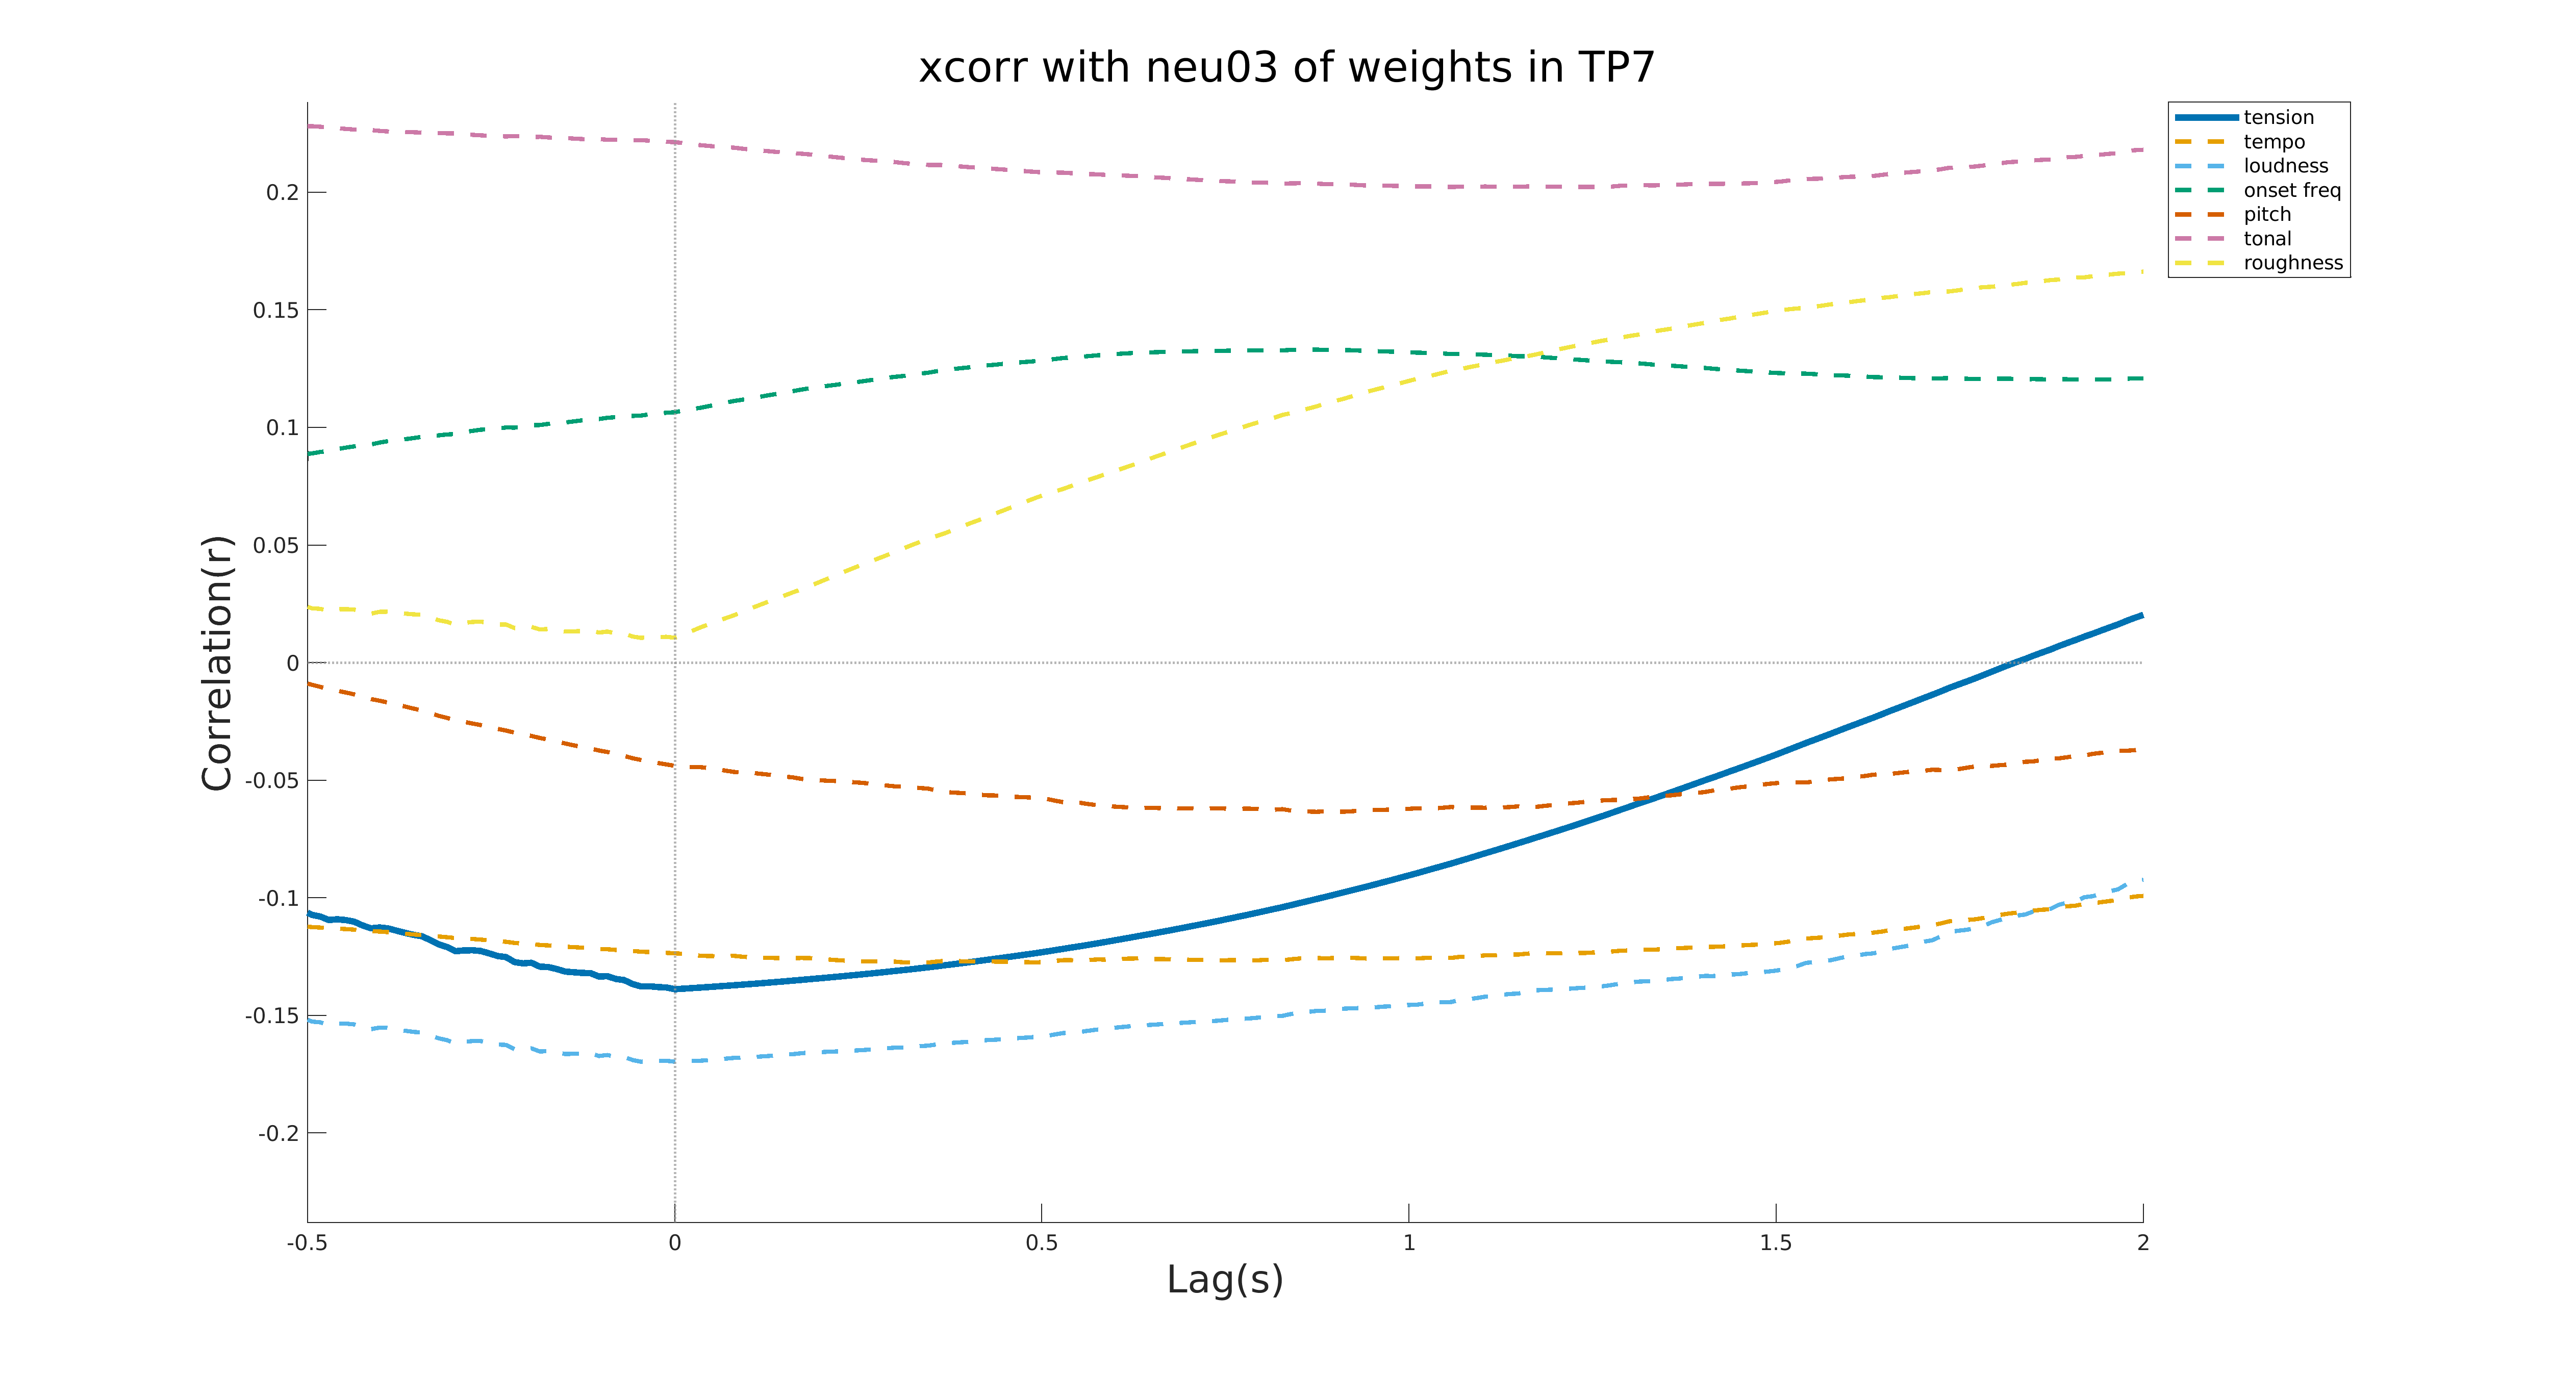 xcorr with neu03 of weights in TP7
tension
tempo
loudness
onset freq
pitch
tonal
roughness
Correlation(r)
0.2
0.15
0.1
0.05
0
-0.05
-0.1
-0.15
-0.2
-0.5
0
0.5
1
1.5
2
Lag(s)